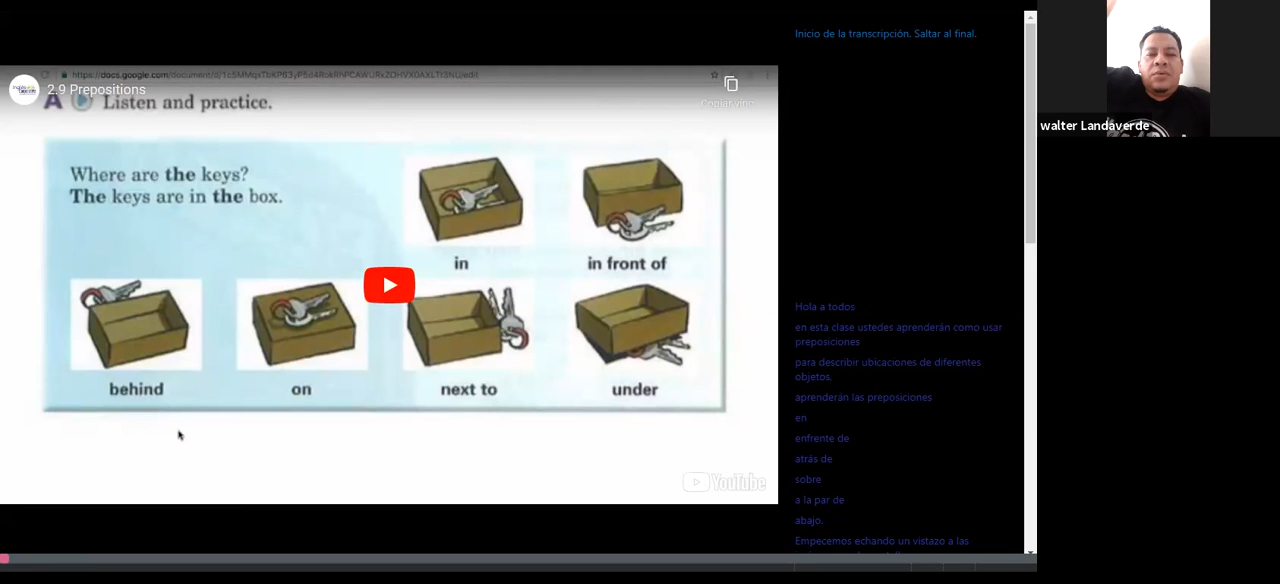 2.9 Prepositions
A Listen and practice.
Where are the keys?
The keys are in the box.
in
in front of
behind
on
next to
under
YouTube
Inicio de la transcripción. Saltar al final.
Hola a todos
en esta clase ustedes aprenderán como usar
preposiciones
para describir ubicaciones de diferentes
objetos.
aprenderán las preposiciones
en
enfrente de
atrás de
sobre
a la par de
abajo.
Empecemos echando un vistazo a las
walter Landaverde